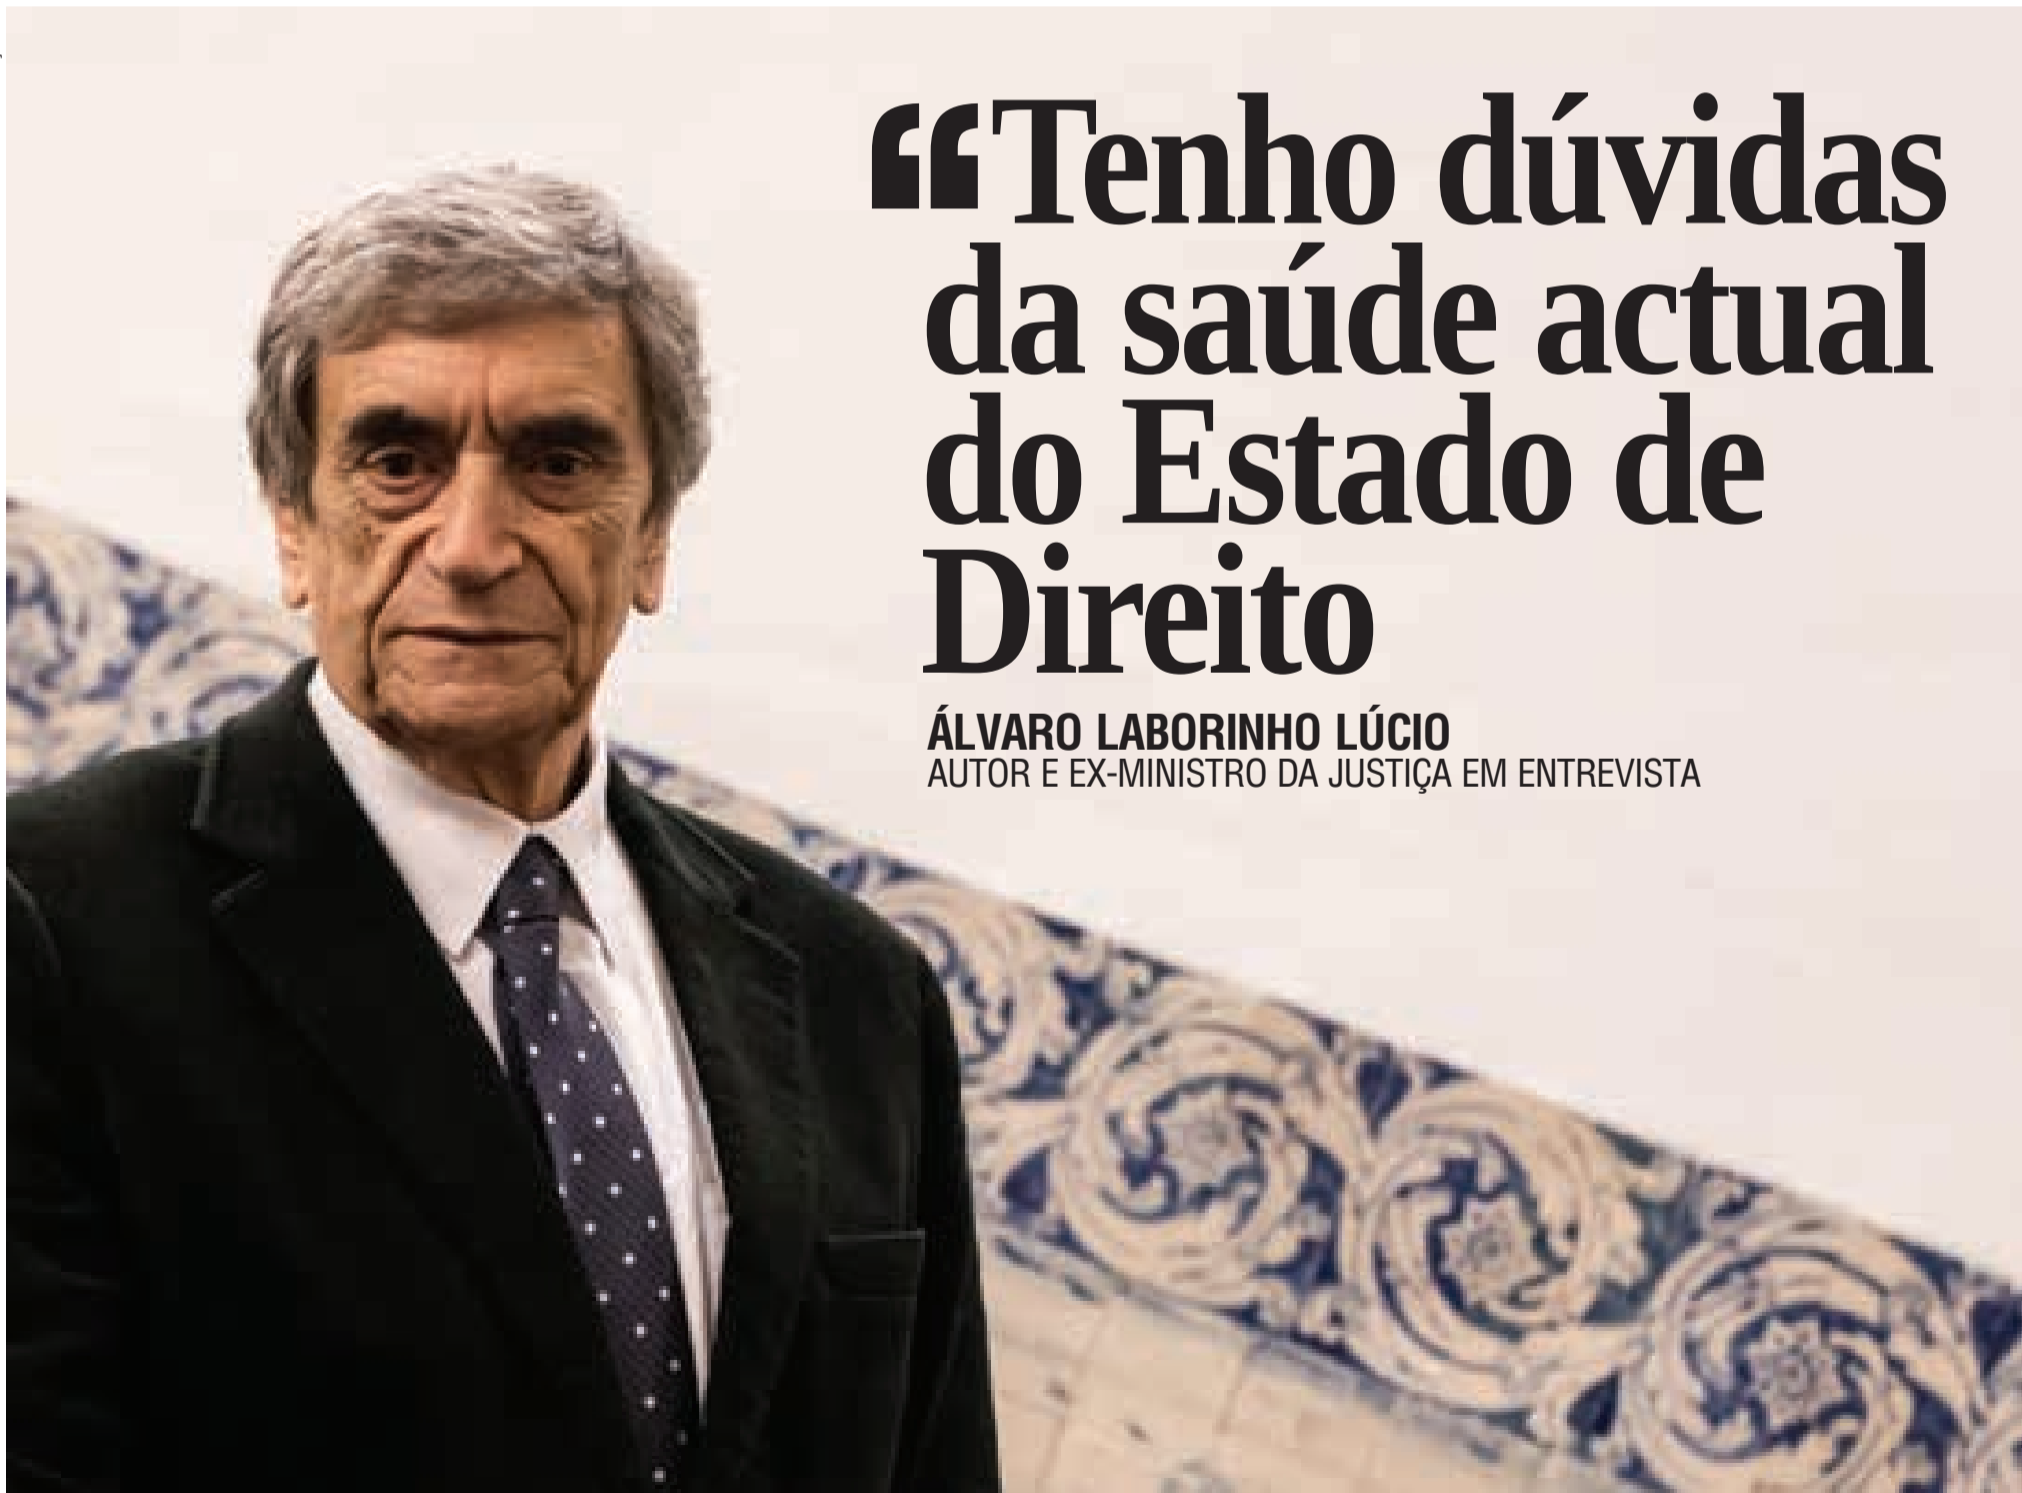 “Tenho dúvidas
da saúde actual
do Estado de
Direito
ÁLVARO LABORINHO LÚCIO
AUTOR E EX-MINISTRO DA JUSTIÇA EM ENTREVISTA